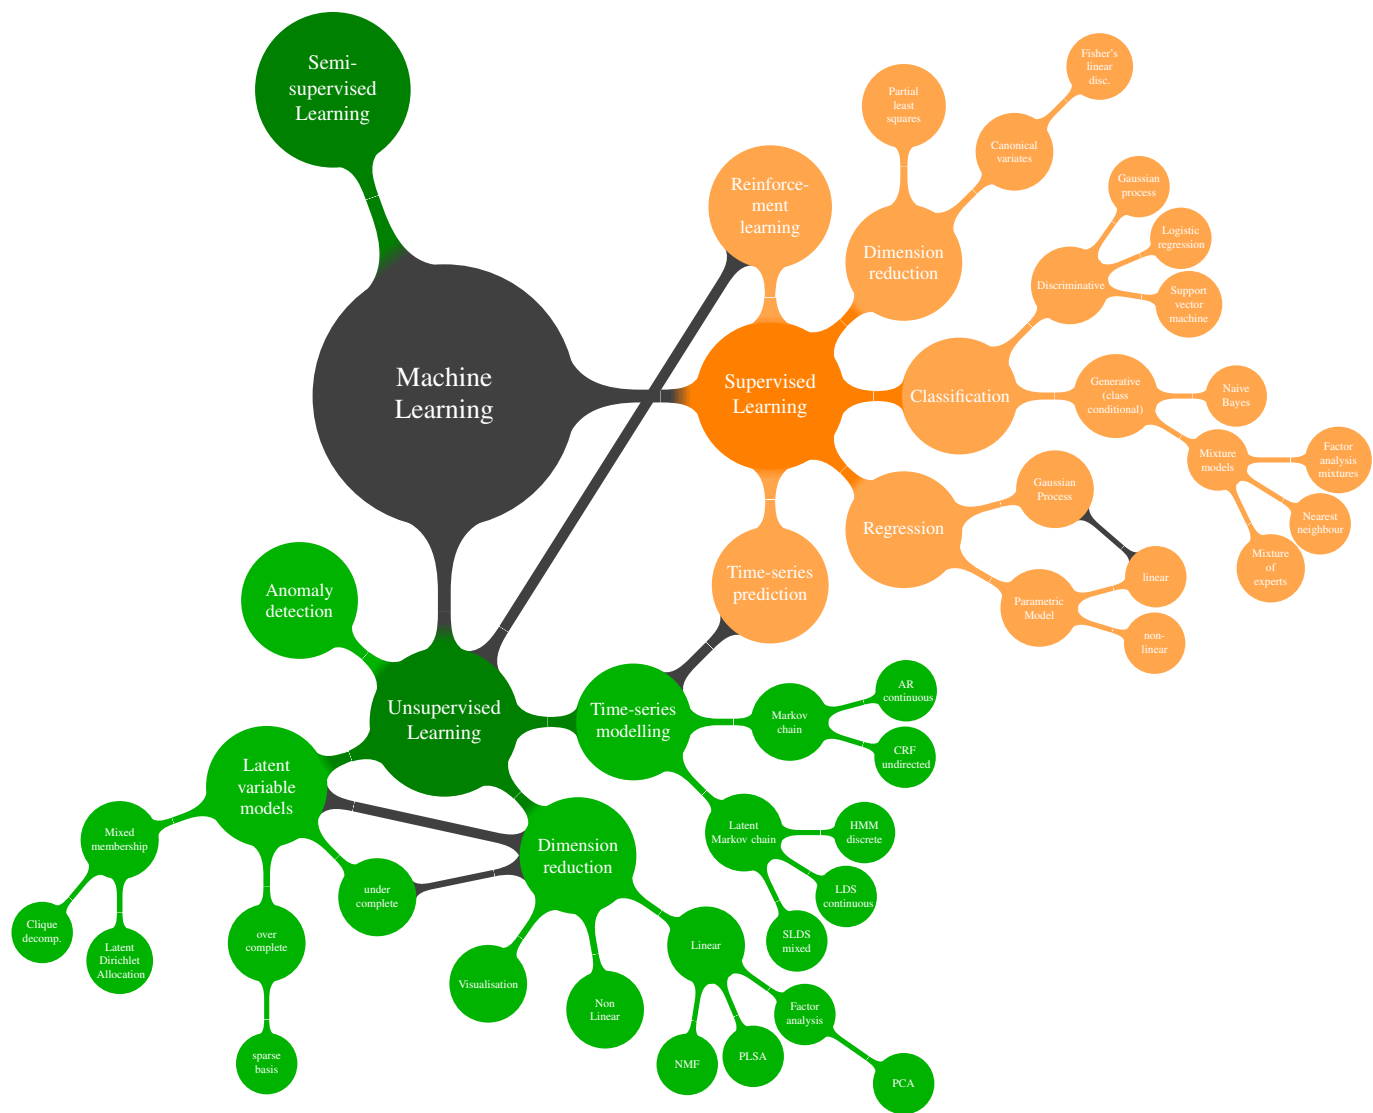 Semi-
supervised
Learning
Machine
Learning
Reinforce-
ment
learning
Partial
least
squares
Fisher's
linear
disc.
Canonical
variates
Dimension
reduction
Gaussian
process
Logistic
regression
Discriminative
Support
vector
machine
Supervised
Learning
Classification
Generative
(class
conditional)
Naive
Bayes
Mixture
models
Factor
analysis
mixtures
Nearest
neighbour
Mixture
of
experts
Regression
Gaussian
Process
linear
Parametric
Model
non-
linear
Time-series
prediction
Anomaly
detection
Unsupervised
Learning
Time-series
modelling
Markov
chain
AR
continuous
CRF
undirected
Latent
Markov chain
HMM
discrete
LDS
continuous
SLDS
mixed
Latent
variable
models
Mixed
membership
Clique
decomp.
Latent
Dirichlet
Allocation
over
complete
sparse
basis
under
complete
Dimension
reduction
Visualisation
Non
Linear
Linear
NMF
PLSA
Factor
analysis
PCA